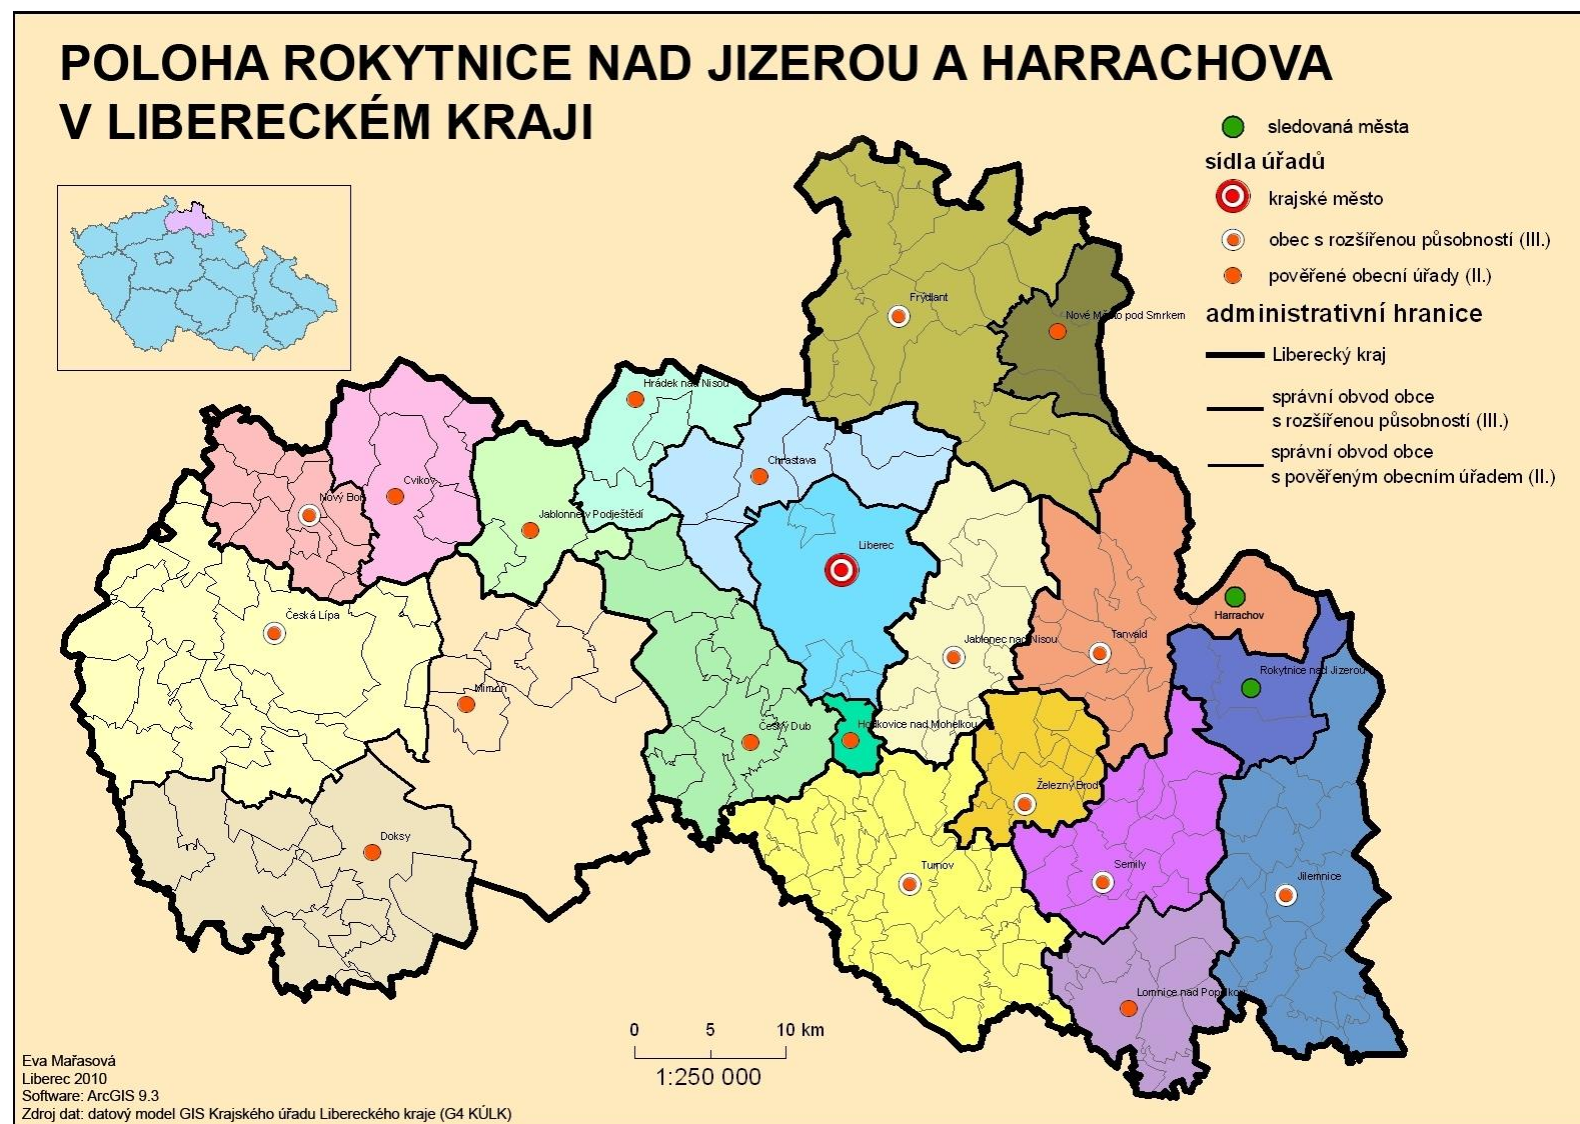 POLOHA ROKYTNICE NAD JIZEROU A HARRACHOVA
V LIBERECKÉM KRAJI
sledovaná města
sídla úřadů
krajské město
obec s rozšířenou působností (III.)
pověřené obecní úřady (II.)
administrativní hranice
Liberecký kraj
správní obvod obce
s rozšířenou působností (III.)
správní obvod obce
s pověřeným obecním úřadem (II.)
Frýdlant
Nové Město pod Smrkem
Hrádek nad Nisou
Chrastava
Cvikov
Nový Bor
Jablonné v Podještědí
Liberec
Česká Lípa
Harrachov
Jablonec nad Nisou
Tanvald
Rokytnice nad Jizerou
Mimoň
Český Dub
Hodkovice nad Mohelkou
Železný Brod
Doksy
Turnov
Semily
Jilemnice
Lomnice nad Popelkou
0 5 10 km
1:250 000
Eva Mařasová
Liberec 2010
Software: ArcGIS 9.3
Zdroj dat: datový model GIS Krajského úřadu Libereckého kraje (G4 KÚLK)